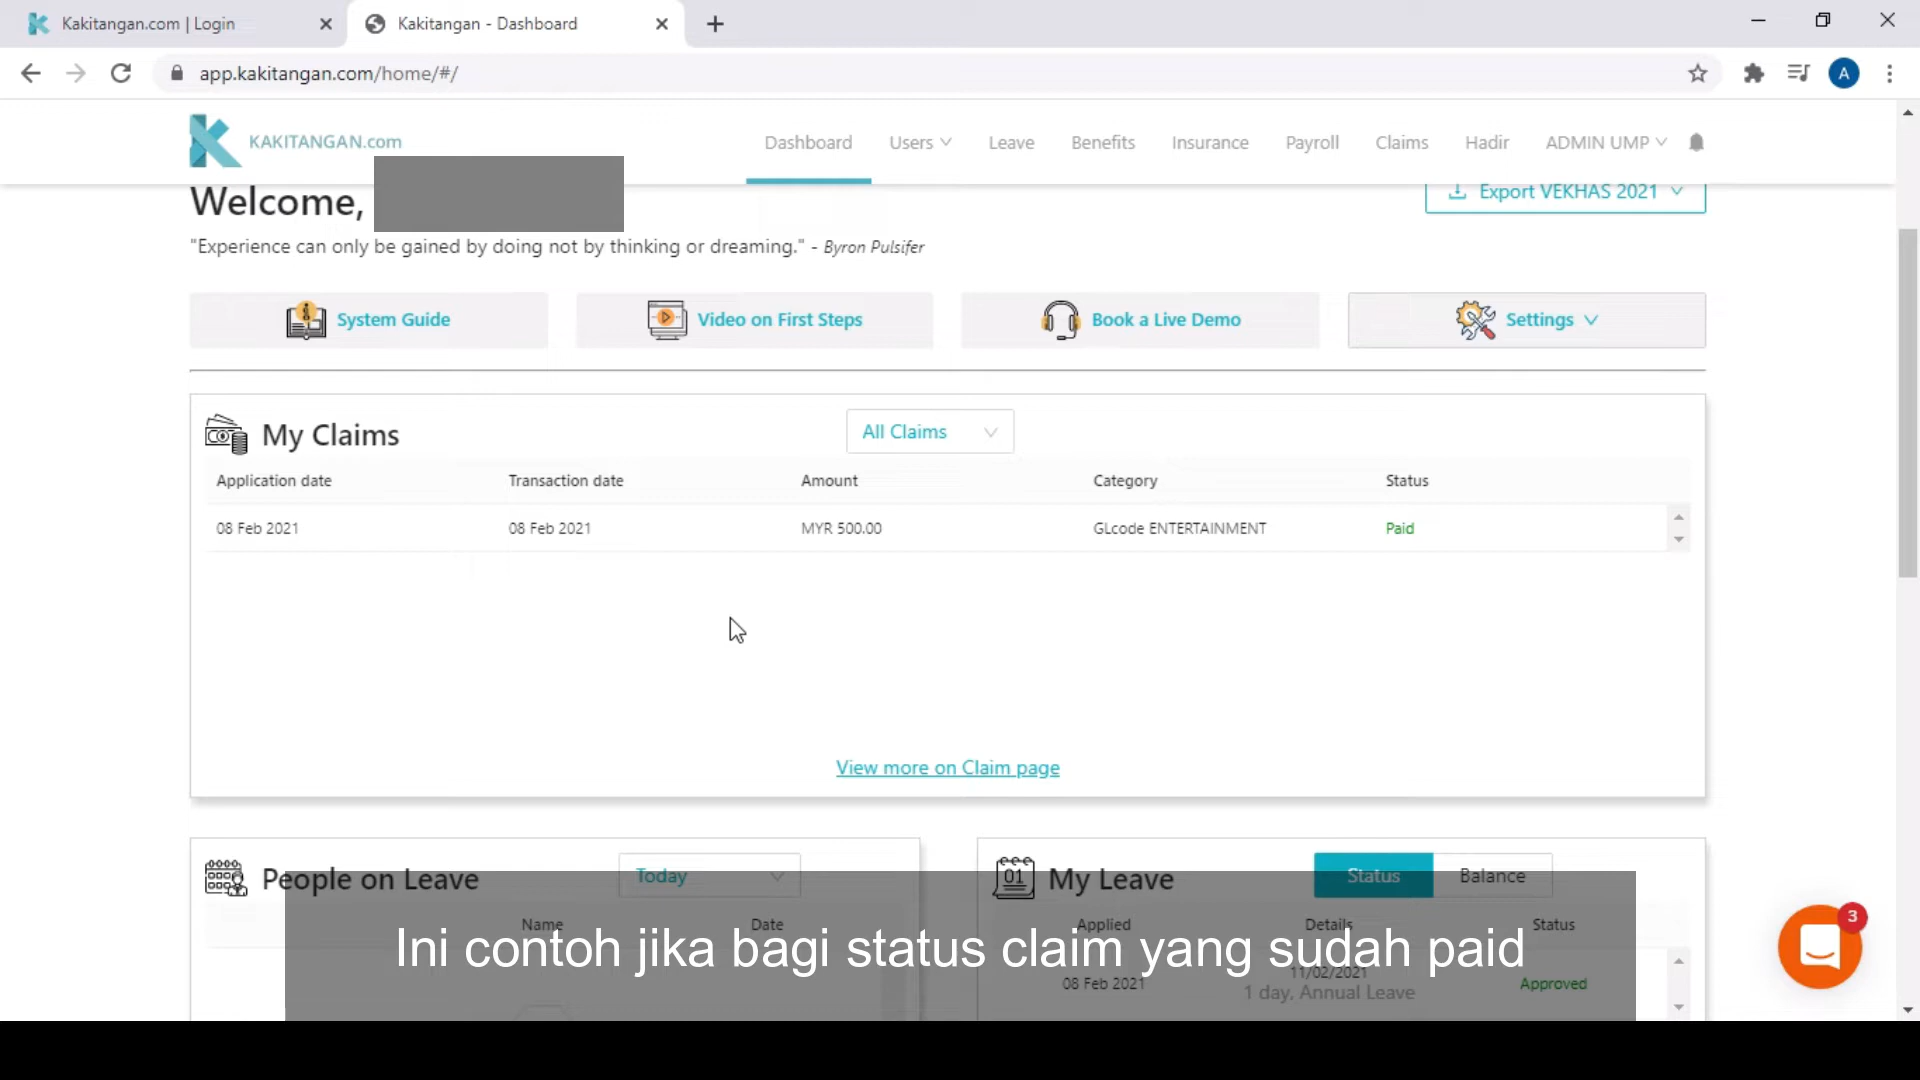 Kakitangan.com | Login
Kakitangan - Dashboard
app.kakitangan.com/home/#/
A
KAKITANGAN.com
Dashboard
Users
Leave
Benefits
Insurance
Payroll
Claims
Hadir
ADMIN UMP
Welcome,
Export VEKHAS 2021
"Experience can only be gained by doing not by thinking or dreaming." - Byron Pulsifer
System Guide
Video on First Steps
Book a Live Demo
Settings
My Claims
All Claims
Application date Transaction date Amount Category Status
08 Feb 2021 08 Feb 2021 MYR 500.00 GLcode ENTERTAINMENT Paid
View more on Claim page
People on Leave
Today
Name Date
My Leave
01
Status Balance
Applied Details Status
08 Feb 2021 11/02/2021 Approved
1 day, Annual Leave
3
Ini contoh jika bagi status claim yang sudah paid